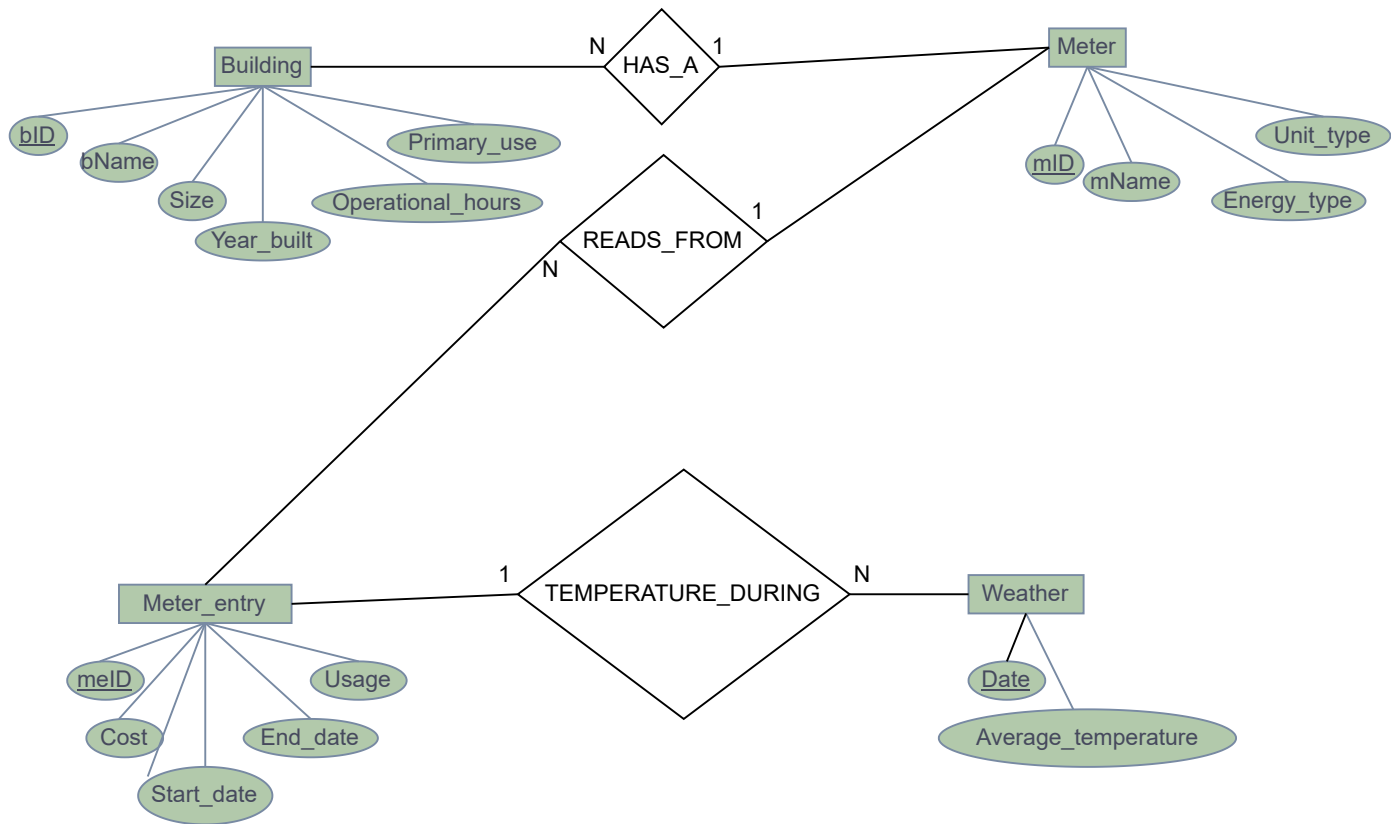 Building
N
HAS_A
1
Meter
bID
bName
Size
Year_built
Operational_hours
Primary_use
mID
mName
Energy_type
Unit_type
READS_FROM
1
N
Meter_entry
1
TEMPERATURE_DURING
N
Weather
meID
Cost
Start_date
End_date
Usage
Date
Average_temperature